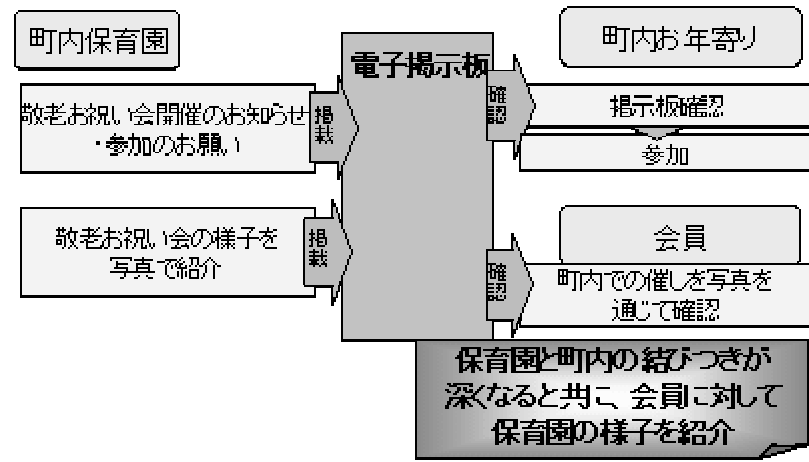 町内保育園
町内お年寄り
電子掲示板
敬老お祝い会開催のお知らせ
・参加のお願い
掲載
確認
掲示板確認
参加
敬老お祝い会の様子を
写真で紹介
掲載
会員
確認
町内での催しを写真を
通じて確認
保育園と町内の結びつきが
深くなると共に、会員に対して
保育園の様子を紹介